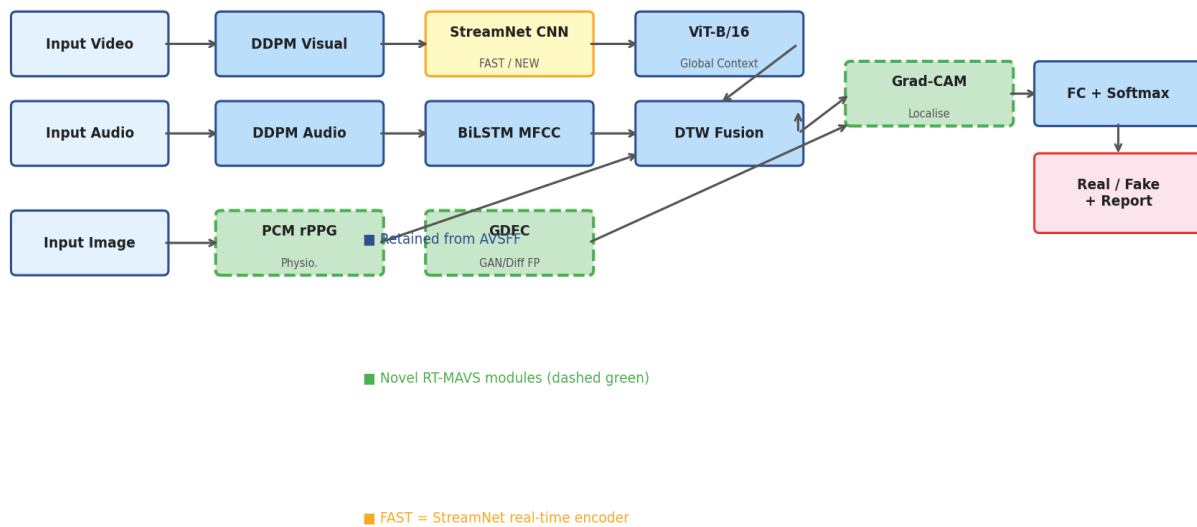 Input Video
DDPM Visual
StreamNet CNN
FAST / NEW
ViT-B/16
Global Context
Grad-CAM
Localise
FC + Softmax
Input Audio
DDPM Audio
BiLSTM MFCC
DTW Fusion
Real / Fake
+ Report
Input Image
PCM rPPG
Physio.
GDFC
GAN/Diff FP
■ Retained from AVSFF
■ Novel RT-MAVS modules (dashed green)
■ FAST = StreamNet real-time encoder